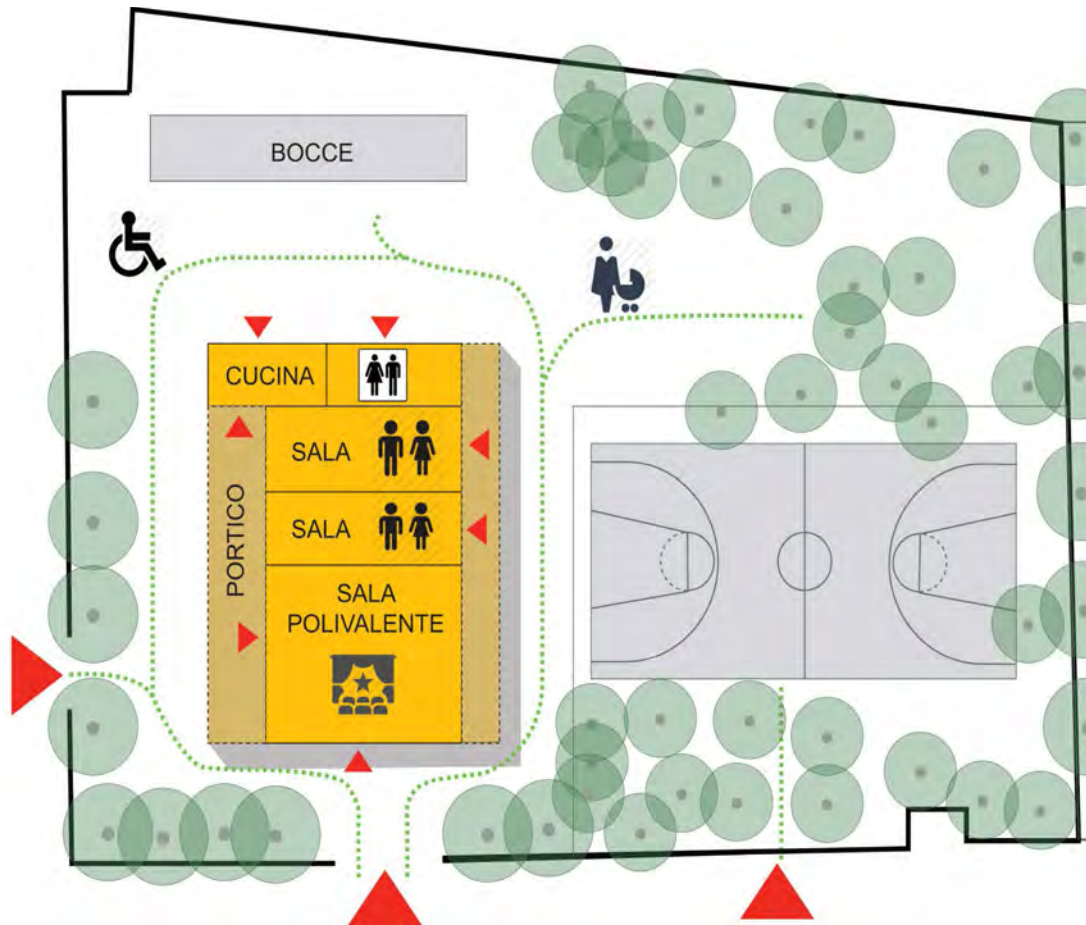 BOCCE
CUCINA
SALA
SALA
PORTICO
SALA
POLIVALENTE